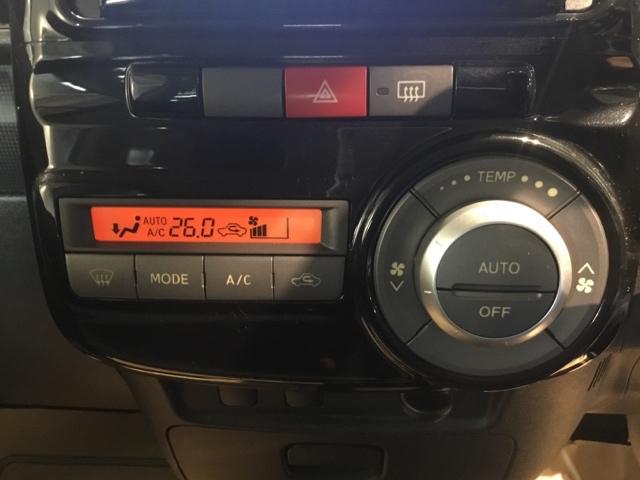 TEMP
AUTO
A/C 26.0
AUTO
MODE
A/C
OFF